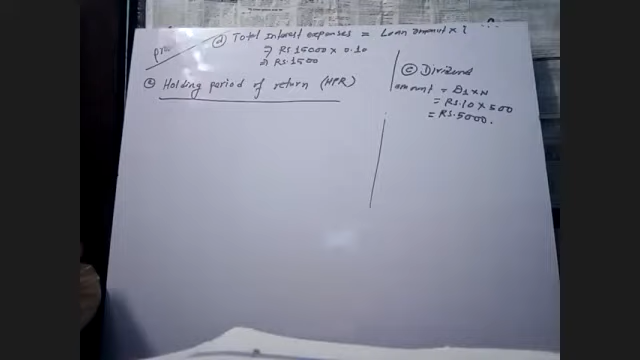 (d) Total interest expenses = Loan amount x i
⇒ Rs. 15000 x 0.10
⇒ Rs. 1500
(e) Holding period of return (HPR)
(c) Dividend
amount = D1 x N
= Rs. 10 x 500
= Rs. 5000.